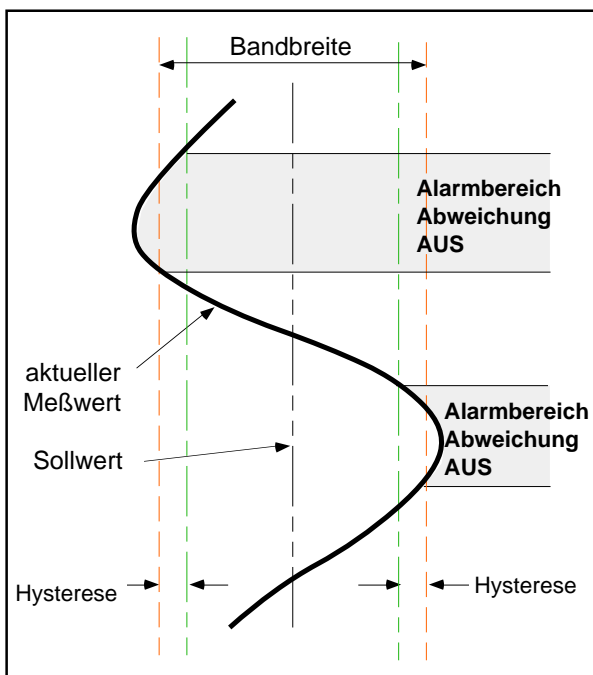 Bandbreite
Alarmbereich
Abweichung
AUS
aktueller
Meßwert
Alarmbereich
Abweichung
AUS
Sollwert
Hysterese
Hysterese